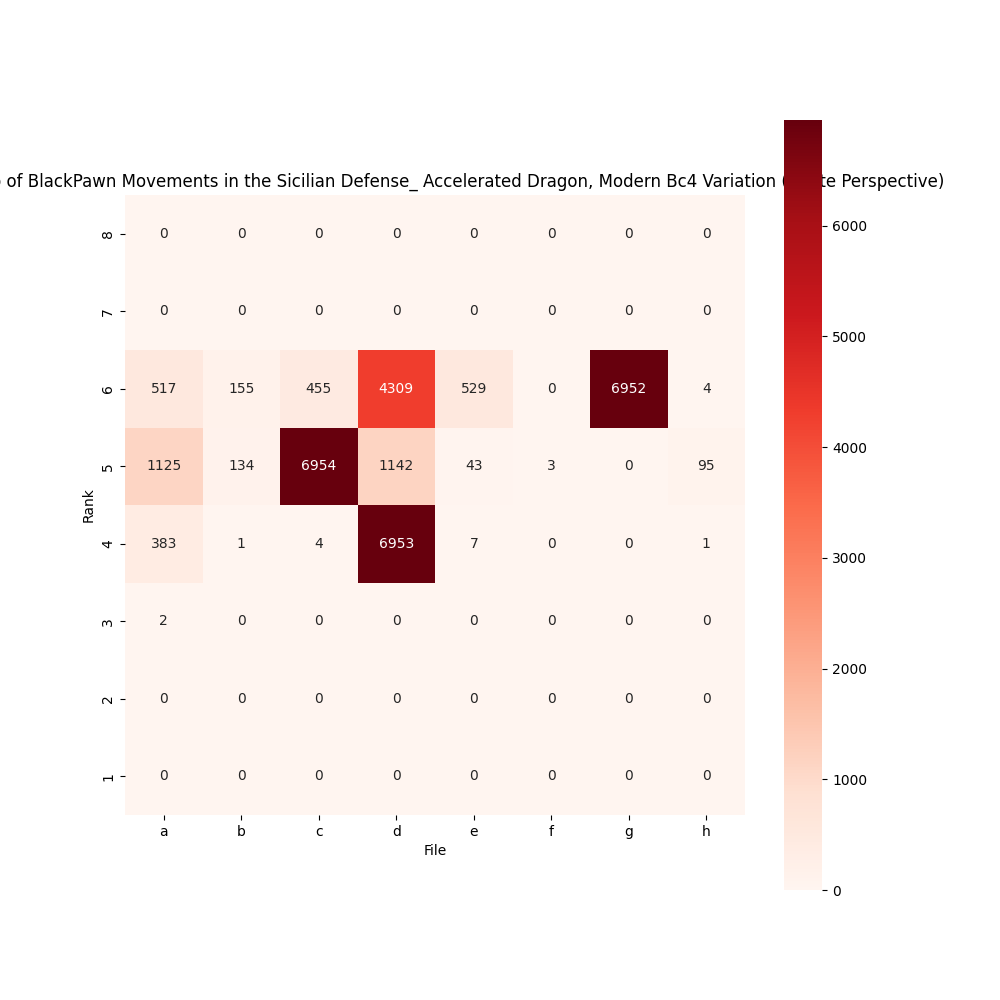 of BlackPawn Movements in the Sicilian Defense_ Accelerated Dragon, Modern Bc4 Variation ( te Perspective)
8 0 0 0 0 0 0 0 0
7 0 0 0 0 0 0 0 0
6 517 155 455 4309 529 0 6952 4
5 1125 134 6954 1142 43 3 0 95
4 383 1 4 6953 7 0 0 1
3 2 0 0 0 0 0 0 0
2 0 0 0 0 0 0 0 0
1 0 0 0 0 0 0 0 0
Rank
a b c d e f g h
File
6000
5000
4000
3000
2000
1000
0